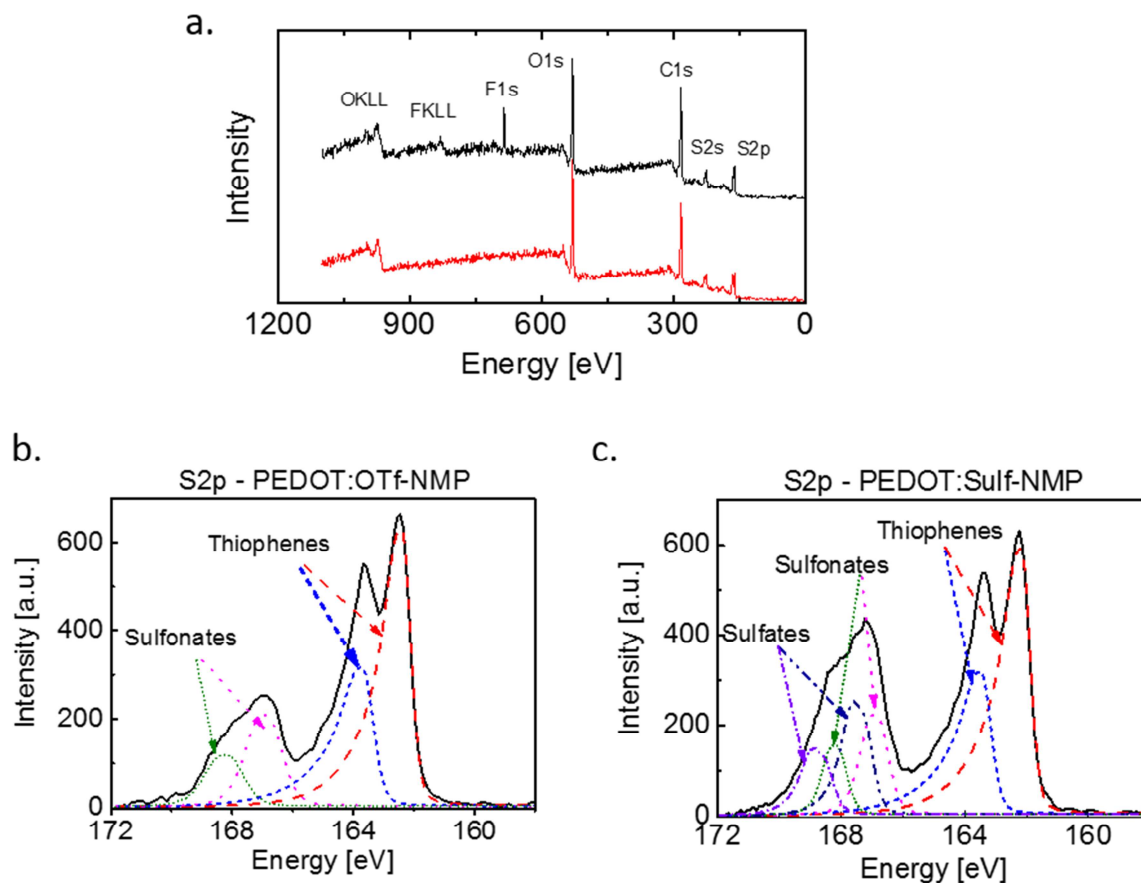 a.
O1s
C1s
F1s
OKLL
FKLL
S2s
S2p
Intensity
1200
900
600
300
0
Energy [eV]
b.
S2p - PEDOT:OTf-NMP
600
400
200
0
Thiophenes
Sulfonates
Intensity [a.u.]
172
168
164
160
Energy [eV]
c.
S2p - PEDOT:Sulf-NMP
600
400
200
0
Thiophenes
Sulfonates
Sulfates
Intensity [a.u.]
172
168
164
160
Energy [eV]